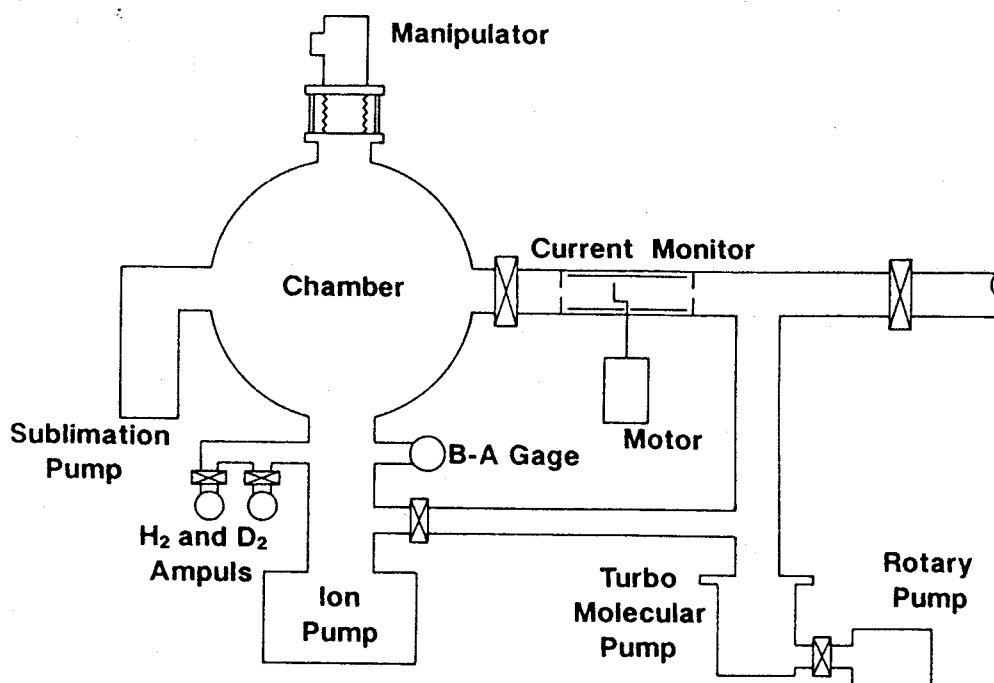 Manipulator
Current Monitor
Chamber
Sublimation
Pump
Motor
B-A Gage
H₂ and D₂
Ampuls
Ion
Pump
Turbo
Molecular
Pump
Rotary
Pump